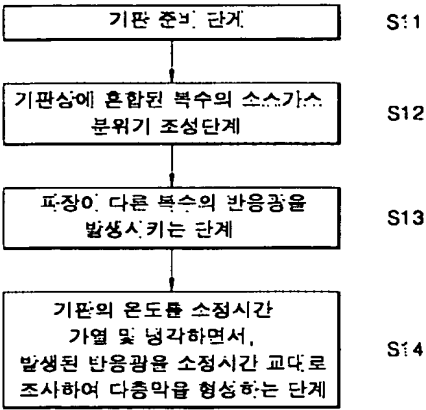 기판 준비 단계
S11
기판상에 혼합된 복수의 소스가스
분위기 조성단계
S12
파장이 다른 복수의 반응광을
발생시키는 단계
S13
기판의 온도를 소정시간
가열 및 냉각하면서,
발생된 반응광을 소정시간 교대로
조사하여 다층막을 형성하는 단계
S14